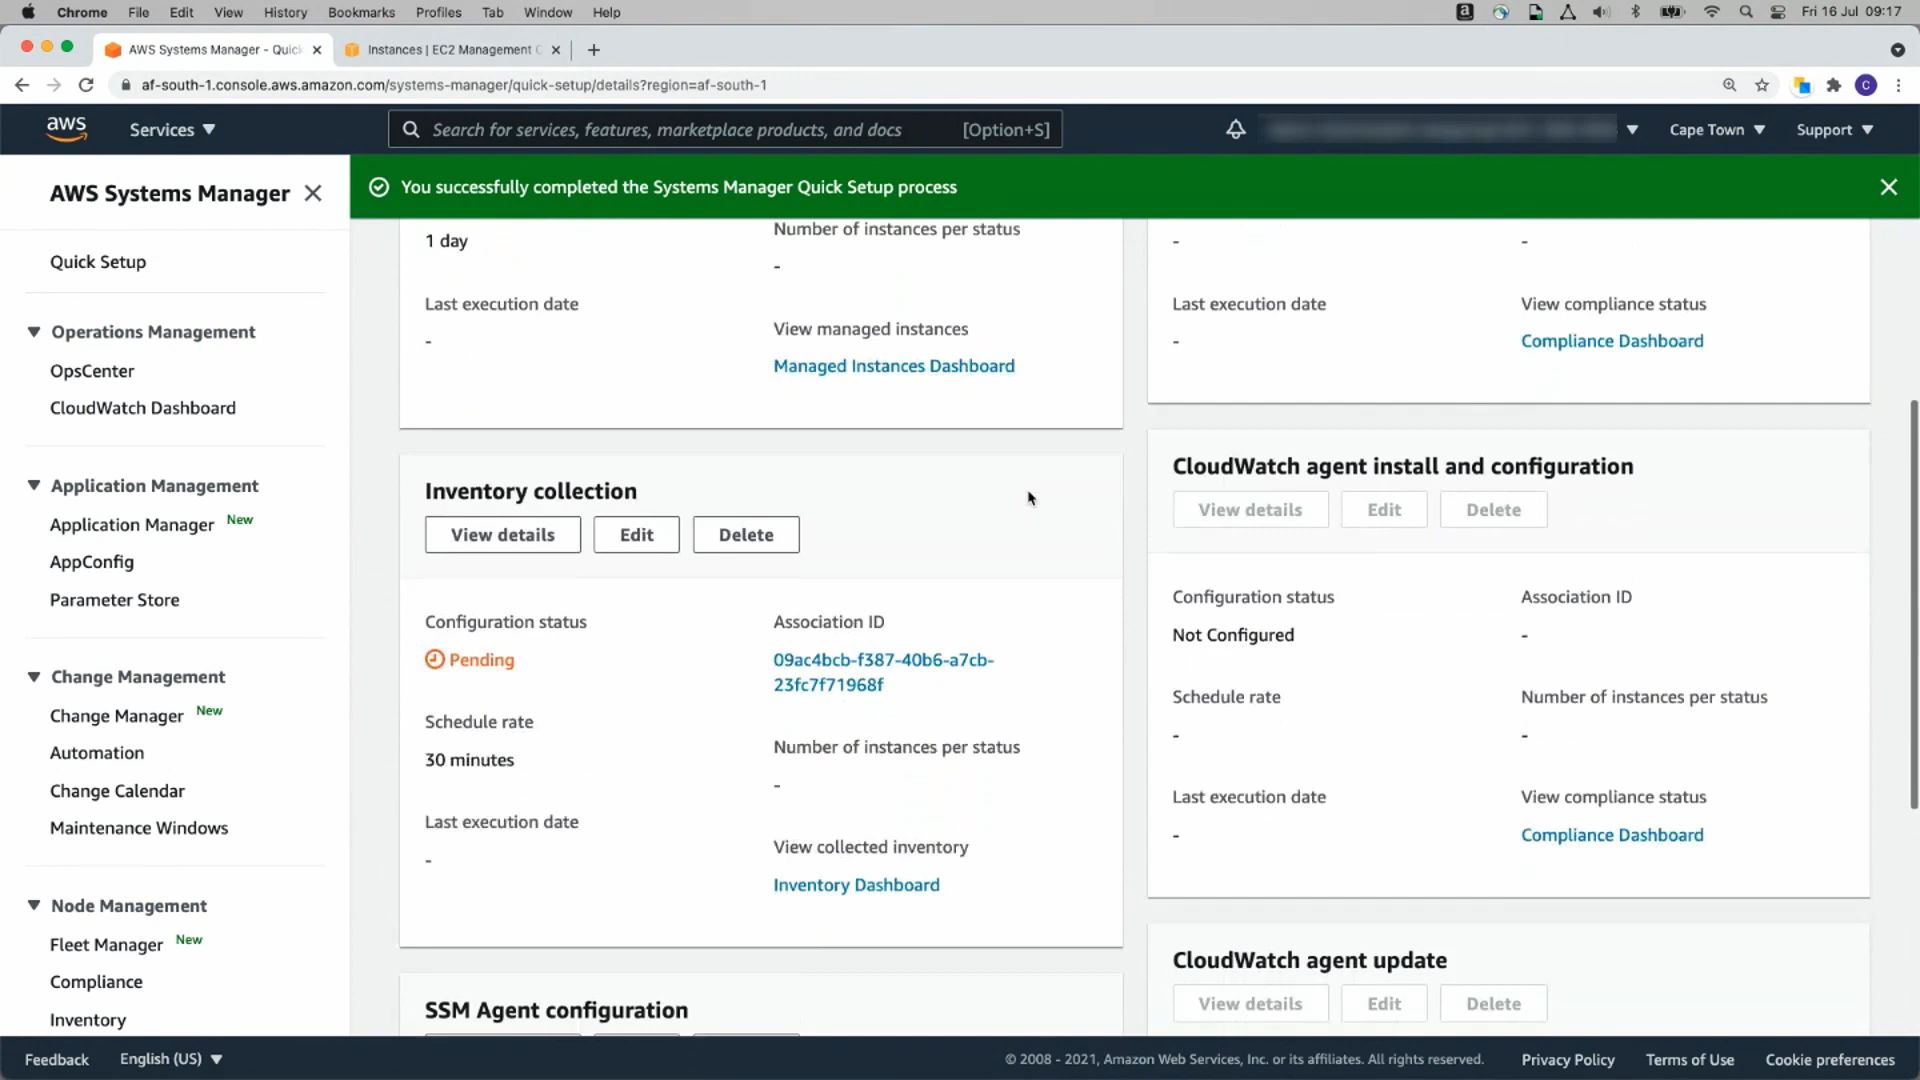 Chrome File Edit View History Bookmarks Profiles Tab Window Help
Fri 16 Jul 09:17
AWS Systems Manager - Quic
Instances | EC2 Management C
af-south-1.console.aws.amazon.com/systems-manager/quick-setup/details?region=af-south-1
aws
Services
Search for services, features, marketplace products, and docs [Option+S]
Cape Town
Support
AWS Systems Manager
You successfully completed the Systems Manager Quick Setup process
Quick Setup
Operations Management
OpsCenter
CloudWatch Dashboard
Application Management
Application Manager New
AppConfig
Parameter Store
Change Management
Change Manager New
Automation
Change Calendar
Maintenance Windows
Node Management
Fleet Manager New
Compliance
Inventory
1 day
Number of instances per status
-
Last execution date
-
View managed instances
Managed Instances Dashboard
Inventory collection
View details Edit Delete
Configuration status
Pending
Association ID
09ac4bcb-f387-40b6-a7cb-
23fc7f71968f
Schedule rate
30 minutes
Number of instances per status
-
Last execution date
-
View collected inventory
Inventory Dashboard
SSM Agent configuration
-
-
Last execution date
-
View compliance status
Compliance Dashboard
CloudWatch agent install and configuration
View details Edit Delete
Configuration status
Not Configured
Association ID
-
Schedule rate
-
Number of instances per status
-
Last execution date
-
View compliance status
Compliance Dashboard
CloudWatch agent update
View details Edit Delete
Feedback
English (US)
© 2008 - 2021, Amazon Web Services, Inc. or its affiliates. All rights reserved.
Privacy Policy
Terms of Use
Cookie preferences